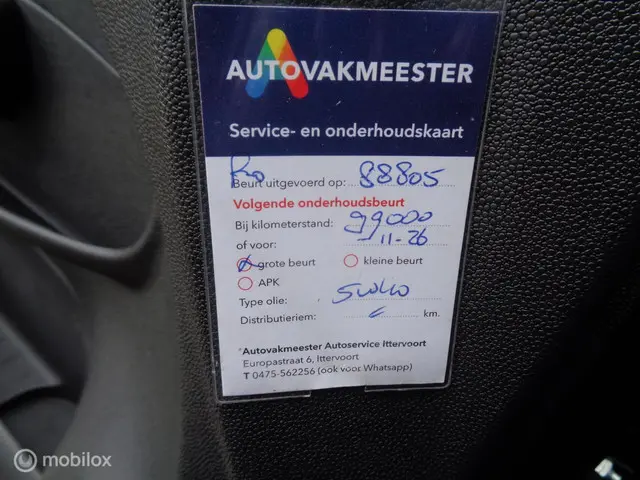 AUTOVAKMEESTER
Service- en onderhoudskaart
Beurt uitgevoerd op: 88805
Volgende onderhoudsbeurt
Bij kilometerstand: 99000
of voor: 11-26
grote beurt kleine beurt
APK
Type olie: 5W40
Distributieriem: km.
Autovakmeester Autoservice Ittervoort
Europastraat 6, Ittervoort
T 0475-562256 (ook voor Whatsapp)
mobilox